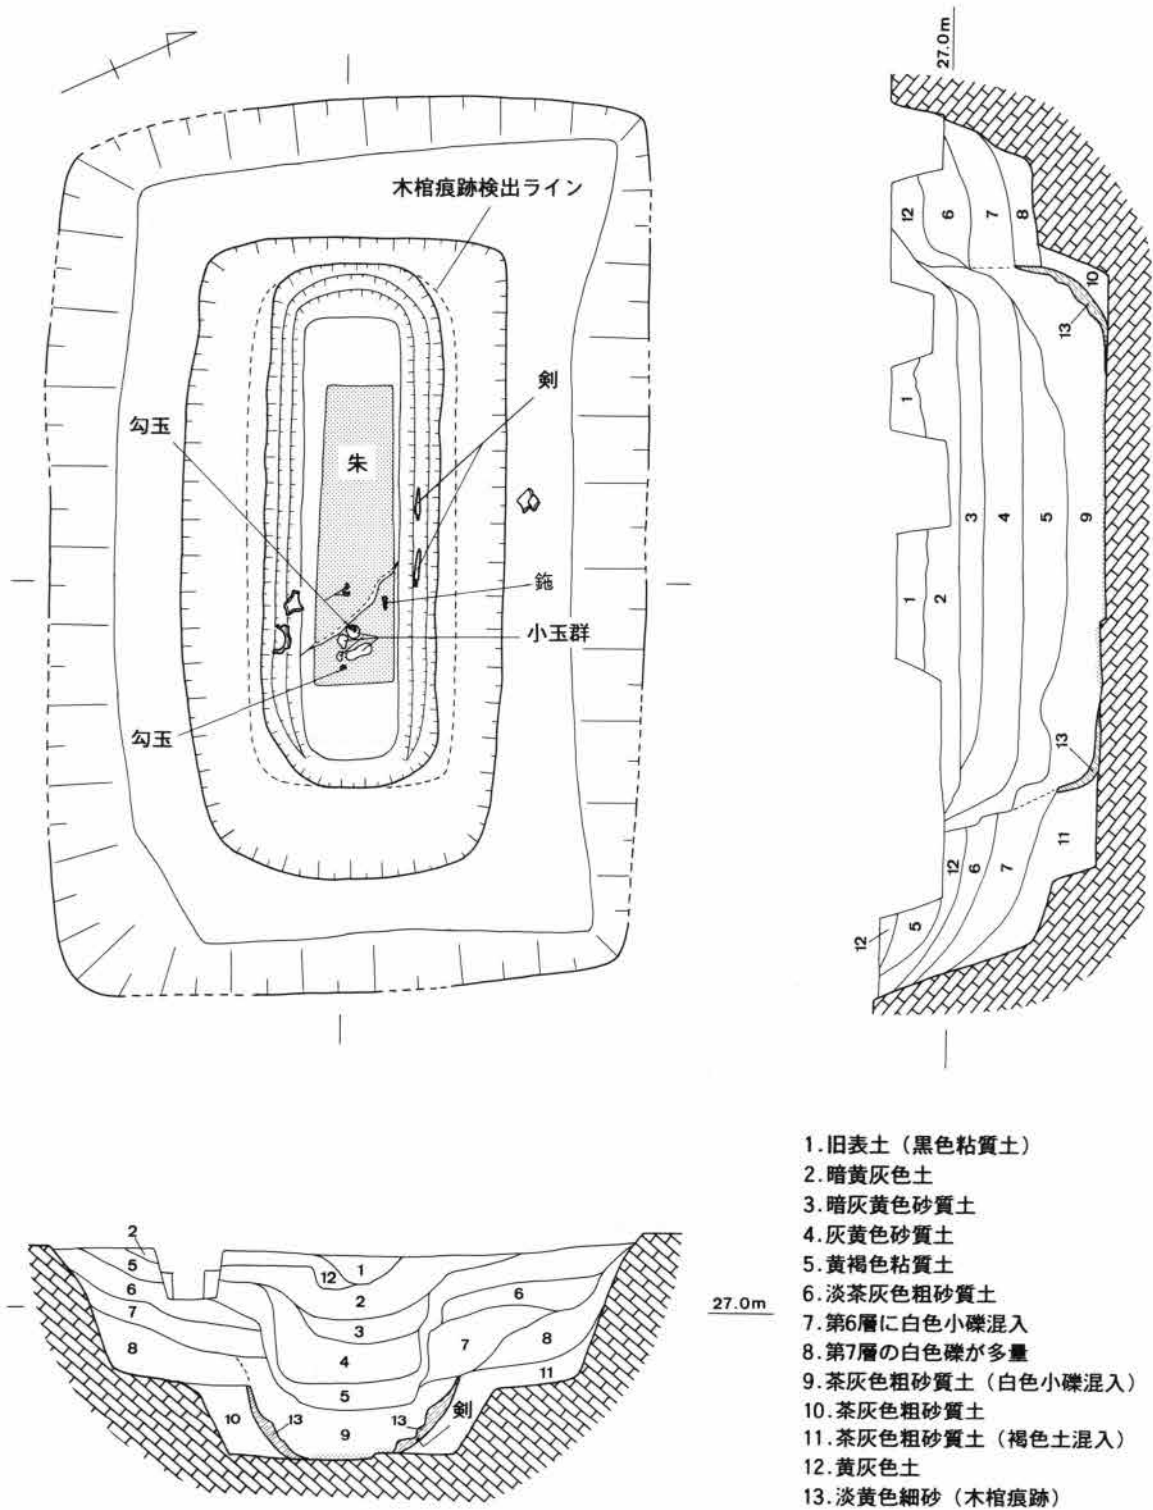 木棺痕跡検出ライン
剣
勾玉
朱
鉇
小玉群
勾玉
27.0m
12
6
7
8
10
13
1
3
4
5
9
1
2
13
11
12
6
7
5
12
2
5
6
7
8
12
1
2
3
4
5
6
7
8
11
10
13
9
13
剣
27.0m
1.旧表土（黒色粘質土）
2.暗黄灰色土
3.暗灰黄色砂質土
4.灰黄色砂質土
5.黄褐色粘質土
6.淡茶灰色粗砂質土
7.第6層に白色小礫混入
8.第7層の白色礫が多量
9.茶灰色粗砂質土（白色小礫混入）
10.茶灰色粗砂質土
11.茶灰色粗砂質土（褐色土混入）
12.黄灰色土
13.淡黄色細砂（木棺痕跡）